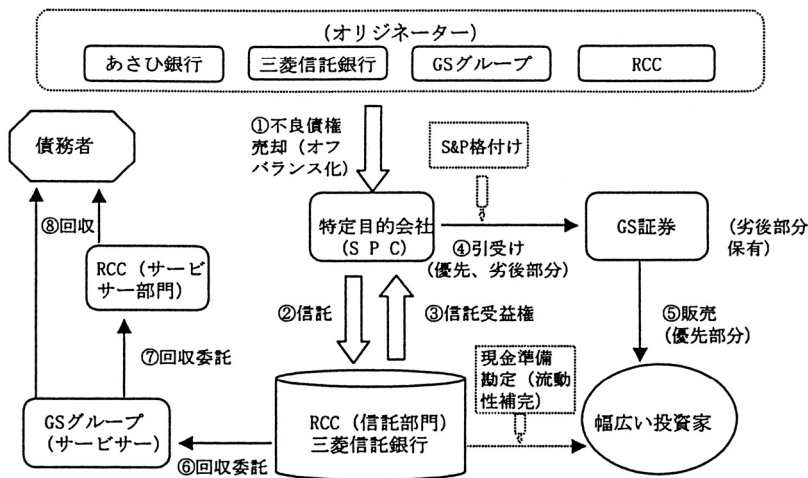 (オリジネーター)
あさひ銀行
三菱信託銀行
GSグループ
RCC
債務者
①不良債権
売却（オフ
バランス化）
S&P格付け
特定目的会社
（ＳＰＣ）
④引受け
（優先、劣後部分）
GS証券
（劣後部分
保有）
⑧回収
RCC（サービ
サー部門）
②信託
③信託受益権
⑤販売
（優先部分）
⑦回収委託
現金準備
勘定（流動
性補完）
GSグループ
（サービサー）
⑥回収委託
RCC（信託部門）
三菱信託銀行
幅広い投資家